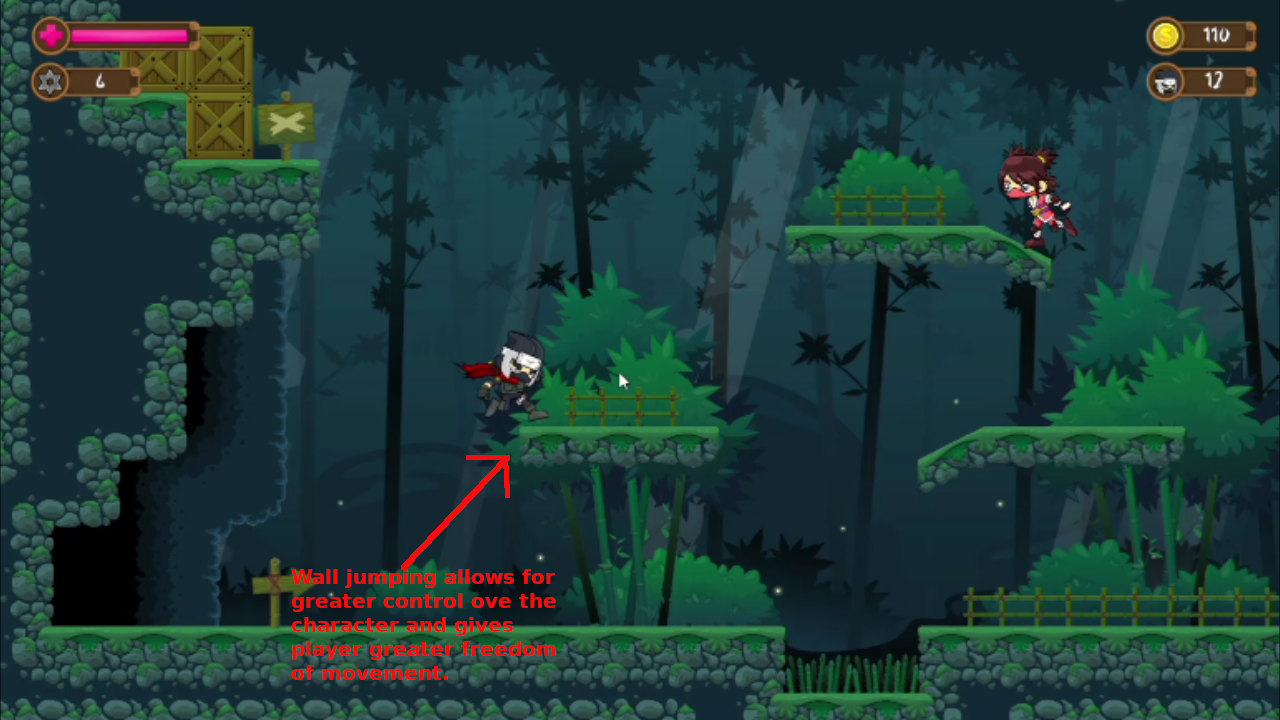 110
6
12
Wall jumping allows for
greater control ove the
character and gives
player greater freedom
of movement.